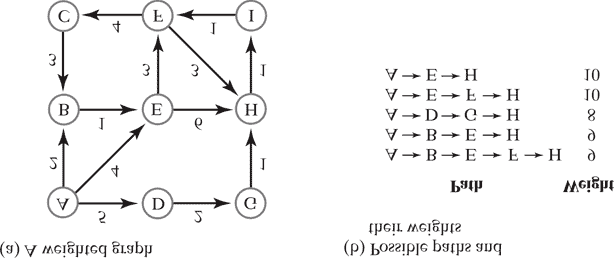 (a) A weighted graph
A 5 D 2 G
2 4 1
B 1 E 6 H
3 3 3 1
C 4 F 1 I
(b) Possible paths and
their weights
Path Weight
A → B → E → F → H 9
A → B → E → H 9
A → D → G → H 8
A → E → F → H 10
A → E → H 10